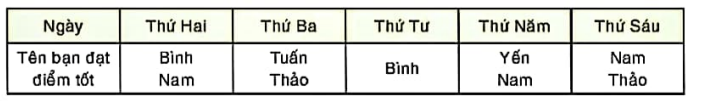 Ngày Thứ Hai Thứ Ba Thứ Tư Thứ Năm Thứ Sáu
Tên bạn đạt điểm tốt Bình Nam Tuấn Thảo Bình Yến Nam Nam Thảo